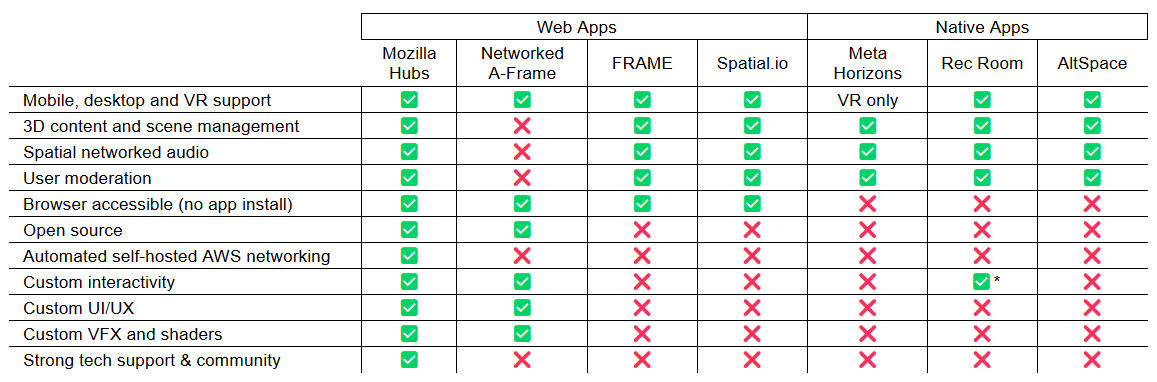 Web Apps Native Apps
Mozilla Hubs Networked A-Frame FRAME Spatial.io Meta Horizons Rec Room AltSpace
Mobile, desktop and VR support ✅ ✅ ✅ ✅ VR only ✅ ✅
3D content and scene management ✅ ❌ ✅ ✅ ✅ ✅ ✅
Spatial networked audio ✅ ❌ ✅ ✅ ✅ ✅ ✅
User moderation ✅ ❌ ✅ ✅ ✅ ✅ ✅
Browser accessible (no app install) ✅ ✅ ✅ ✅ ❌ ❌ ❌
Open source ✅ ✅ ❌ ❌ ❌ ❌ ❌
Automated self-hosted AWS networking ✅ ❌ ❌ ❌ ❌ ❌ ❌
Custom interactivity ✅ ✅ ❌ ❌ ❌ ✅ * ❌
Custom UI/UX ✅ ✅ ❌ ❌ ❌ ❌ ❌
Custom VFX and shaders ✅ ✅ ❌ ❌ ❌ ❌ ❌
Strong tech support & community ✅ ❌ ❌ ❌ ❌ ❌ ❌